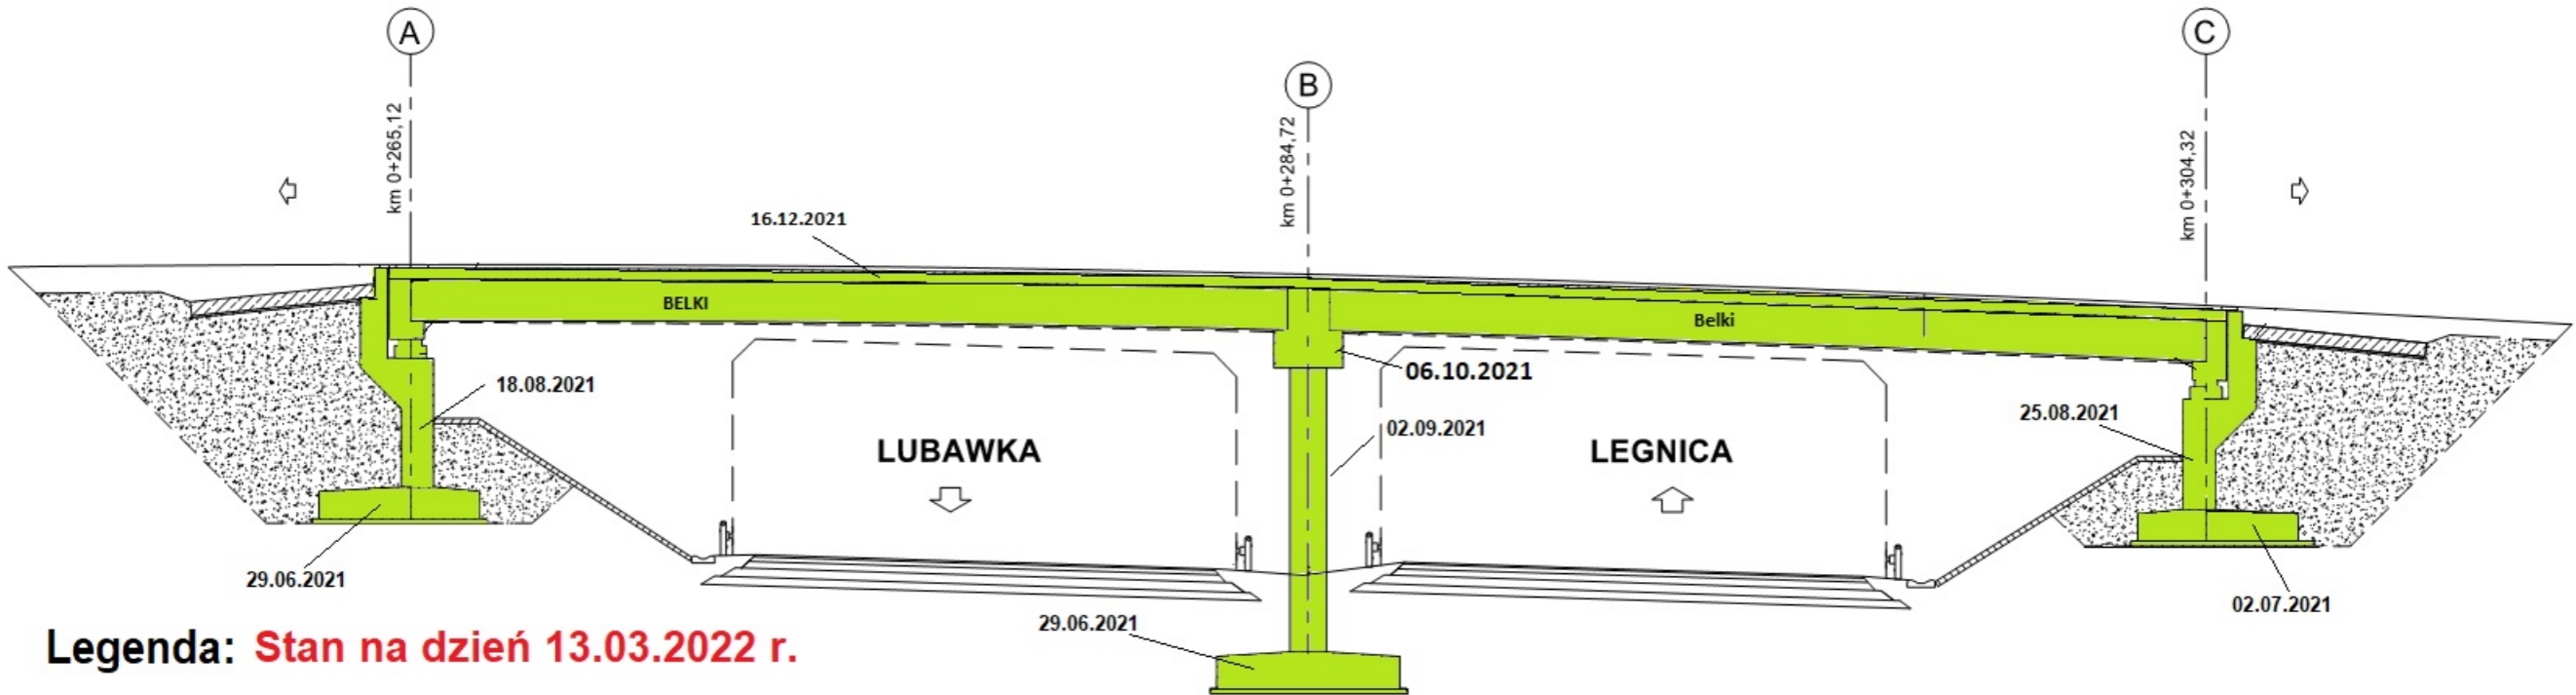 A
B
C
km 0+265,12
km 0+284,72
km 0+304,32
16.12.2021
BELKI
Belki
18.08.2021
06.10.2021
02.09.2021
25.08.2021
LUBAWKA
LEGNICA
29.06.2021
29.06.2021
02.07.2021
Legenda: Stan na dzień 13.03.2022 r.